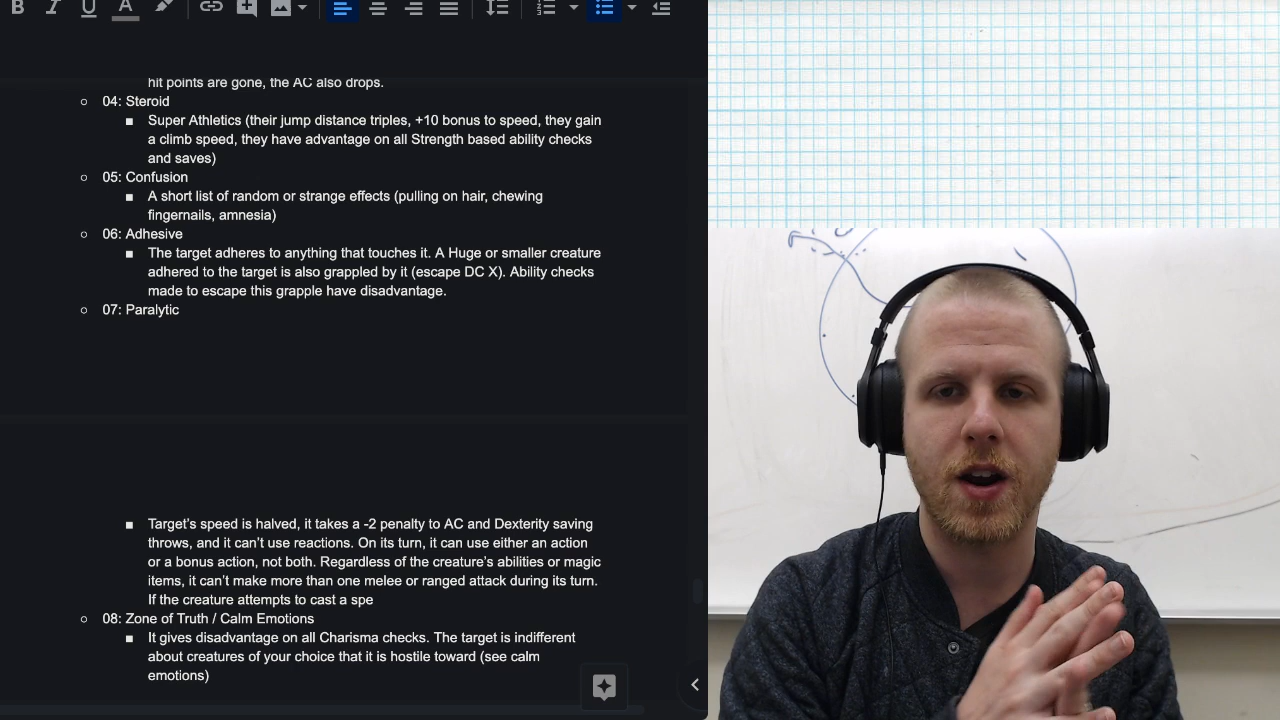 hit points are gone, the AC also drops.
04: Steroid
Super Athletics (their jump distance triples, +10 bonus to speed, they gain
a climb speed, they have advantage on all Strength based ability checks
and saves)
05: Confusion
A short list of random or strange effects (pulling on hair, chewing
fingernails, amnesia)
06: Adhesive
The target adheres to anything that touches it. A Huge or smaller creature
adhered to the target is also grappled by it (escape DC X). Ability checks
made to escape this grapple have disadvantage.
07: Paralytic
Target's speed is halved, it takes a -2 penalty to AC and Dexterity saving
throws, and it can't use reactions. On its turn, it can use either an action
or a bonus action, not both. Regardless of the creature's abilities or magic
items, it can't make more than one melee or ranged attack during its turn.
If the creature attempts to cast a spe
08: Zone of Truth / Calm Emotions
It gives disadvantage on all Charisma checks. The target is indifferent
about creatures of your choice that it is hostile toward (see calm
emotions)